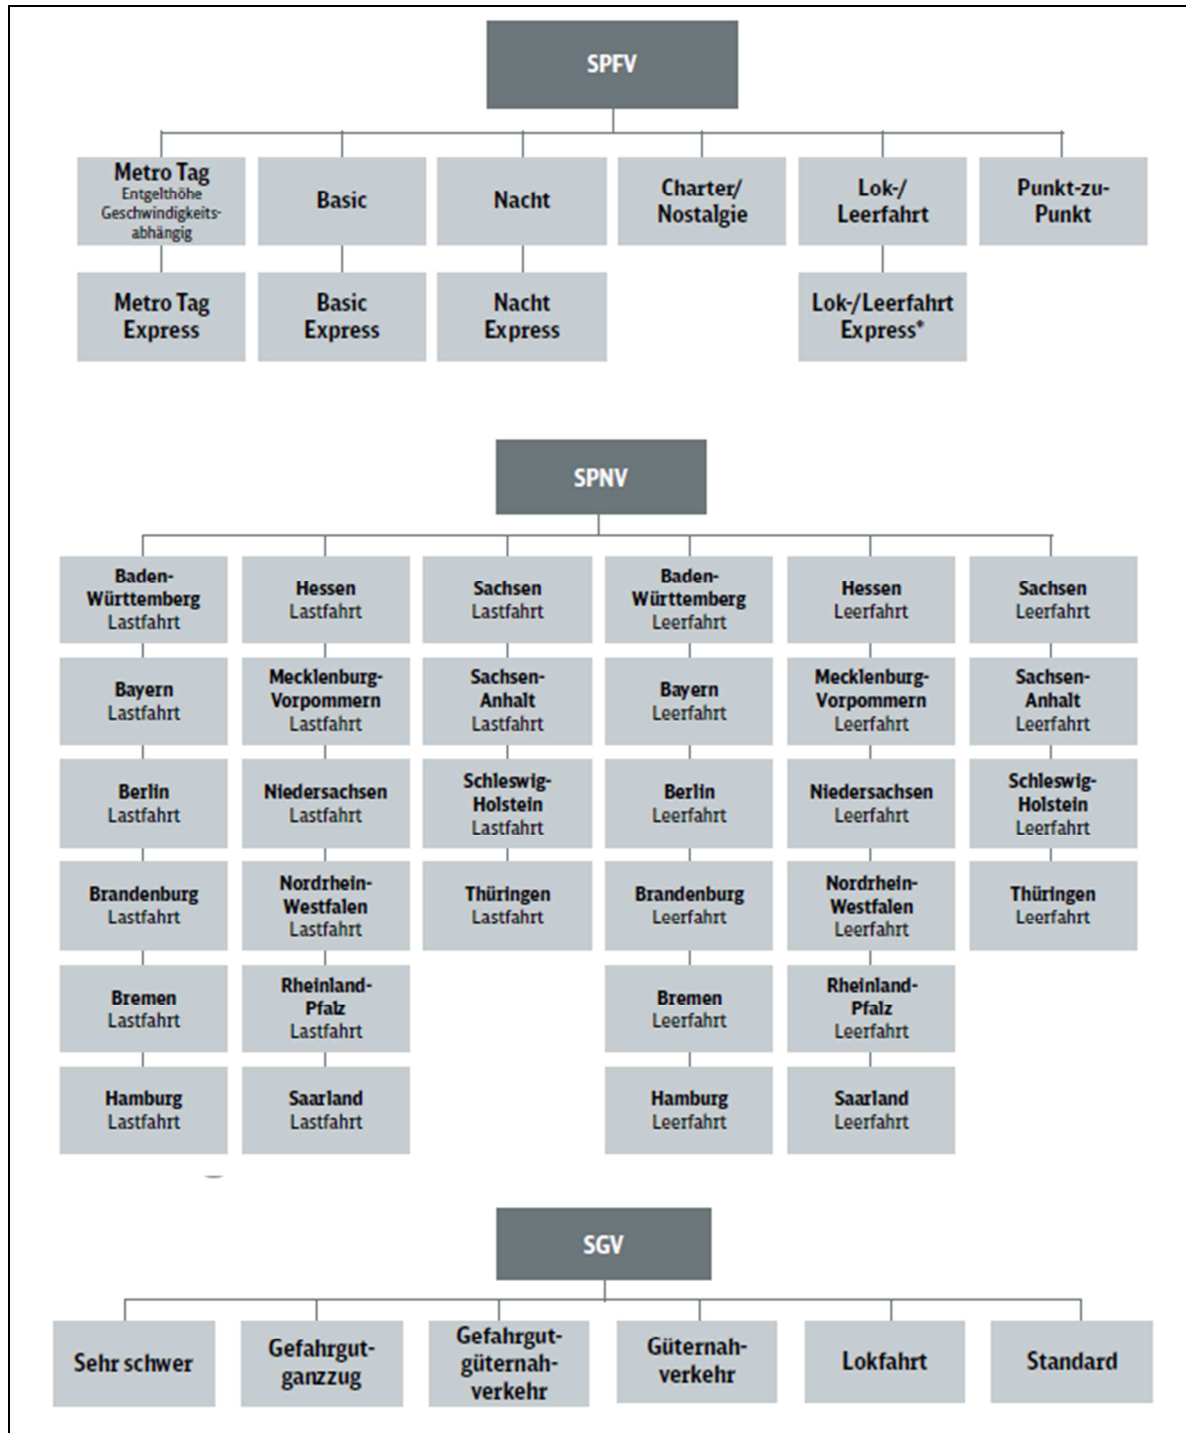 SPFV
Metro Tag
Entgelthöhe
Geschwindigkeits-
abhängig
Basic
Nacht
Charter/
Nostalgie
Lok-/
Leerfahrt
Punkt-zu-
Punkt
Metro Tag
Express
Basic
Express
Nacht
Express
Lok-/Leerfahrt
Express*
SPNV
Baden-
Württemberg
Lastfahrt
Hessen
Lastfahrt
Sachsen
Lastfahrt
Baden-
Württemberg
Leerfahrt
Hessen
Leerfahrt
Sachsen
Leerfahrt
Bayern
Lastfahrt
Mecklenburg-
Vorpommern
Lastfahrt
Sachsen-
Anhalt
Lastfahrt
Bayern
Leerfahrt
Mecklenburg-
Vorpommern
Leerfahrt
Sachsen-
Anhalt
Leerfahrt
Berlin
Lastfahrt
Niedersachsen
Lastfahrt
Schleswig-
Holstein
Lastfahrt
Berlin
Leerfahrt
Niedersachsen
Leerfahrt
Schleswig-
Holstein
Leerfahrt
Brandenburg
Lastfahrt
Nordrhein-
Westfalen
Lastfahrt
Thüringen
Lastfahrt
Brandenburg
Leerfahrt
Nordrhein-
Westfalen
Leerfahrt
Thüringen
Leerfahrt
Bremen
Lastfahrt
Rheinland-
Pfalz
Lastfahrt
Bremen
Leerfahrt
Rheinland-
Pfalz
Leerfahrt
Hamburg
Lastfahrt
Saarland
Lastfahrt
Hamburg
Leerfahrt
Saarland
Leerfahrt
SGV
Sehr schwer
Gefahrgut-
ganzzug
Gefahrgut-
güternah-
verkehr
Güternah-
verkehr
Lokfahrt
Standard